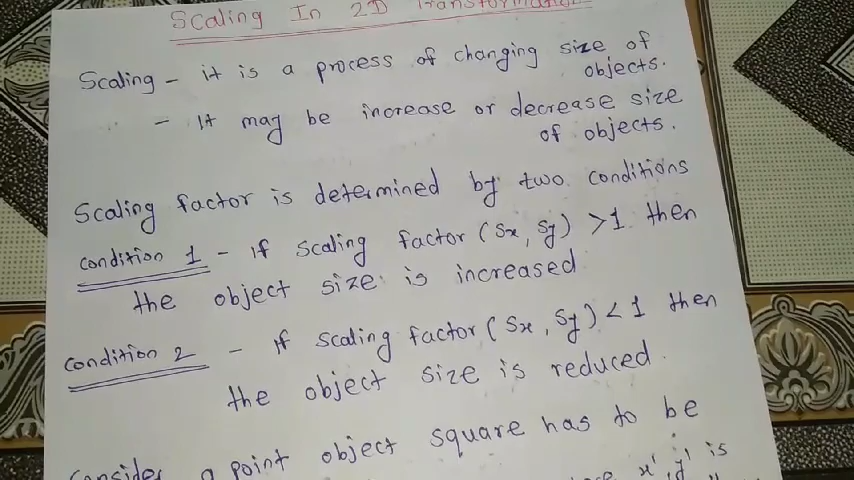 Scaling In 2D Transformation
Scaling - it is a process of changing size of
objects.
- It may be increase or decrease size
of objects.
Scaling factor is determined by two conditions
Condition 1 - if scaling factor (Sx, Sy) >1 then
the object size is increased
Condition 2 - if scaling factor (Sx, Sy) < 1 then
the object size is reduced.
Consider a point object square has to be
x', y' is